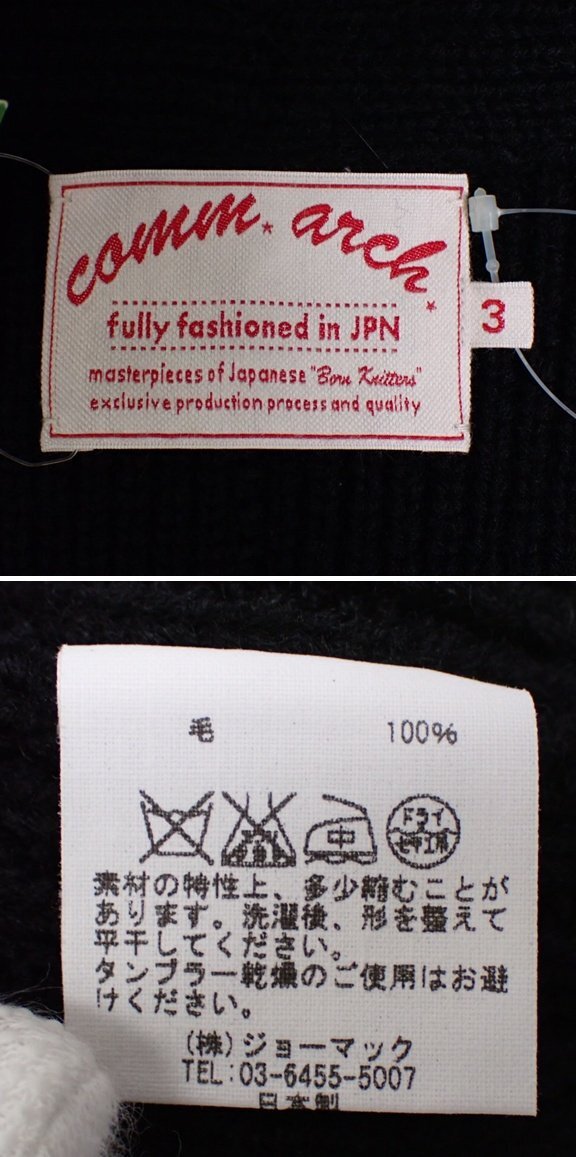 comm. arch.
fully fashioned in JPN
masterpieces of Japanese "Born Knitters"
exclusive production process and quality
3
毛 100%
中
ドライ
セキユ系
素材の特性上、多少縮むことが
あります。洗濯後、形を整えて
平干してください。
タンブラー乾燥のご使用はお避
けください。
(株)ジョーマック
TEL:03-6455-5007
日本製